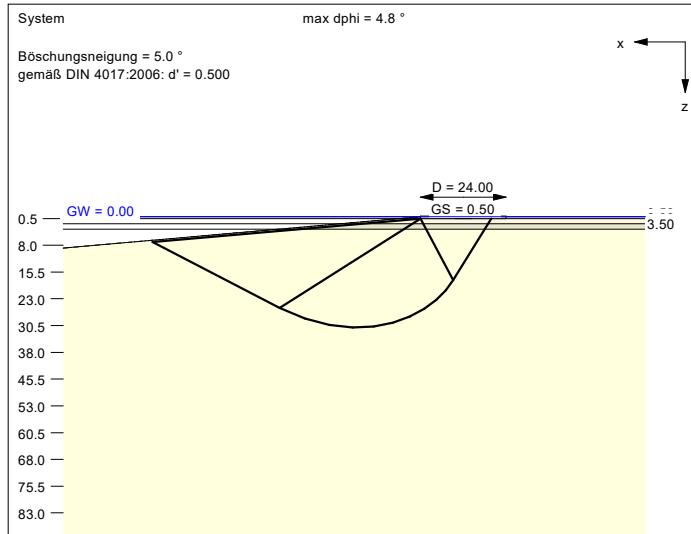 System
max dphi = 4.8 °
Böschungsneigung = 5.0 °
gemäß DIN 4017:2006: d' = 0.500
x
z
D = 24.00
GW = 0.00
GS = 0.50
3.50
0.5
8.0
15.5
23.0
30.5
38.0
45.5
53.0
60.5
68.0
75.5
83.0